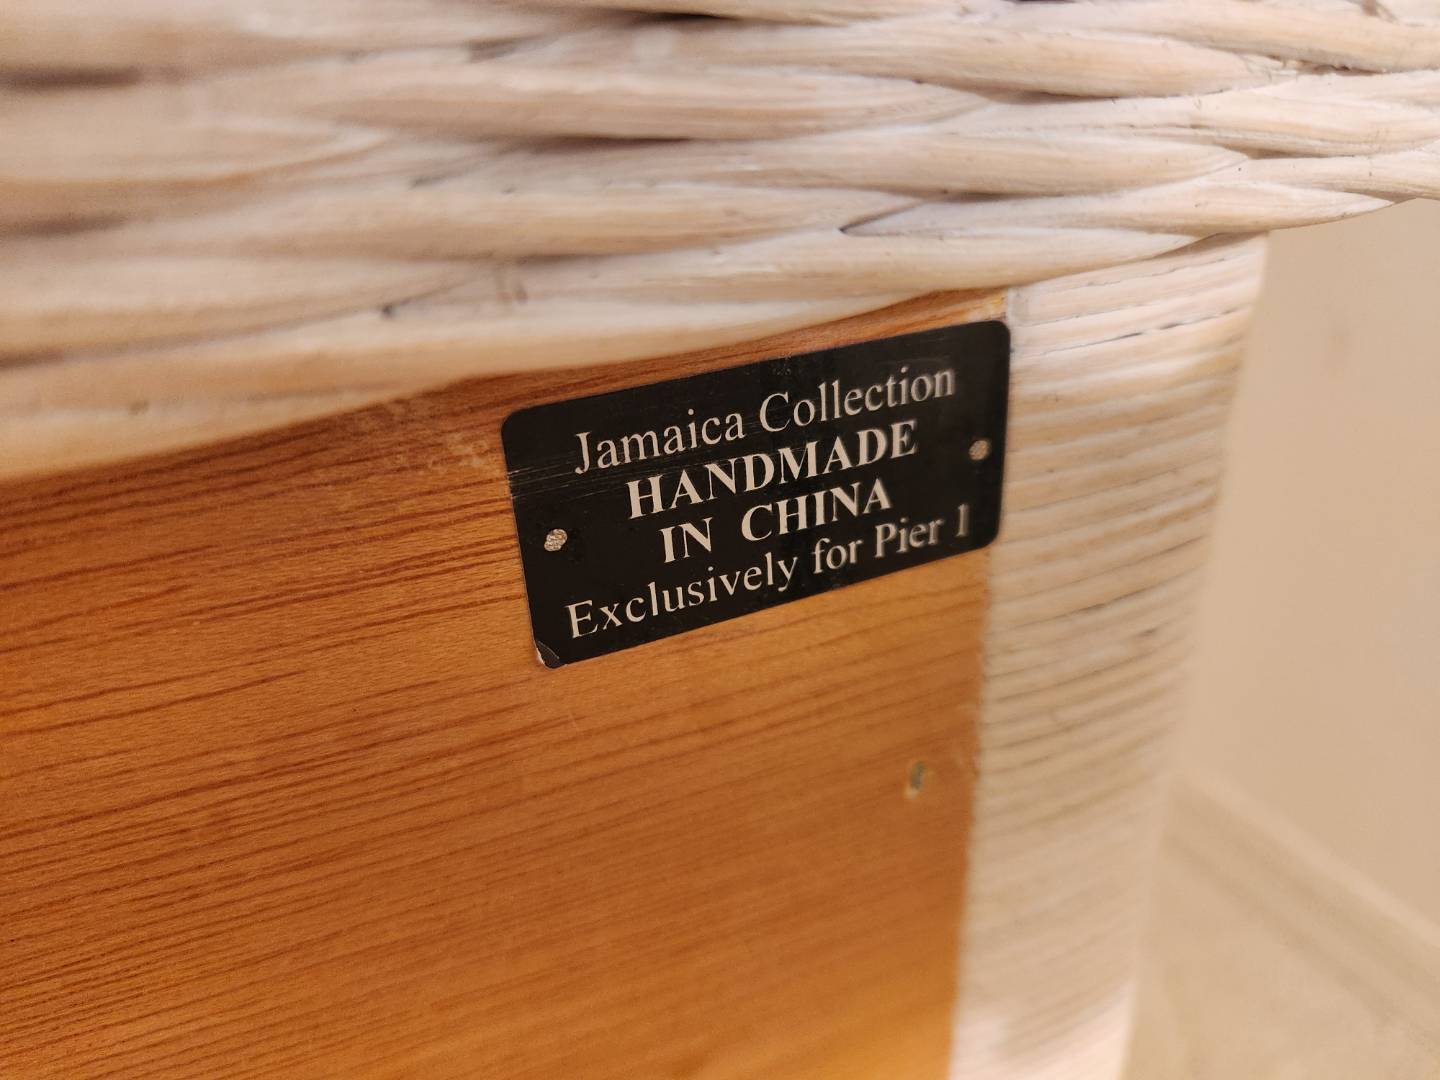 Jamaica Collection
HANDMADE
IN CHINA
Exclusively for Pier 1